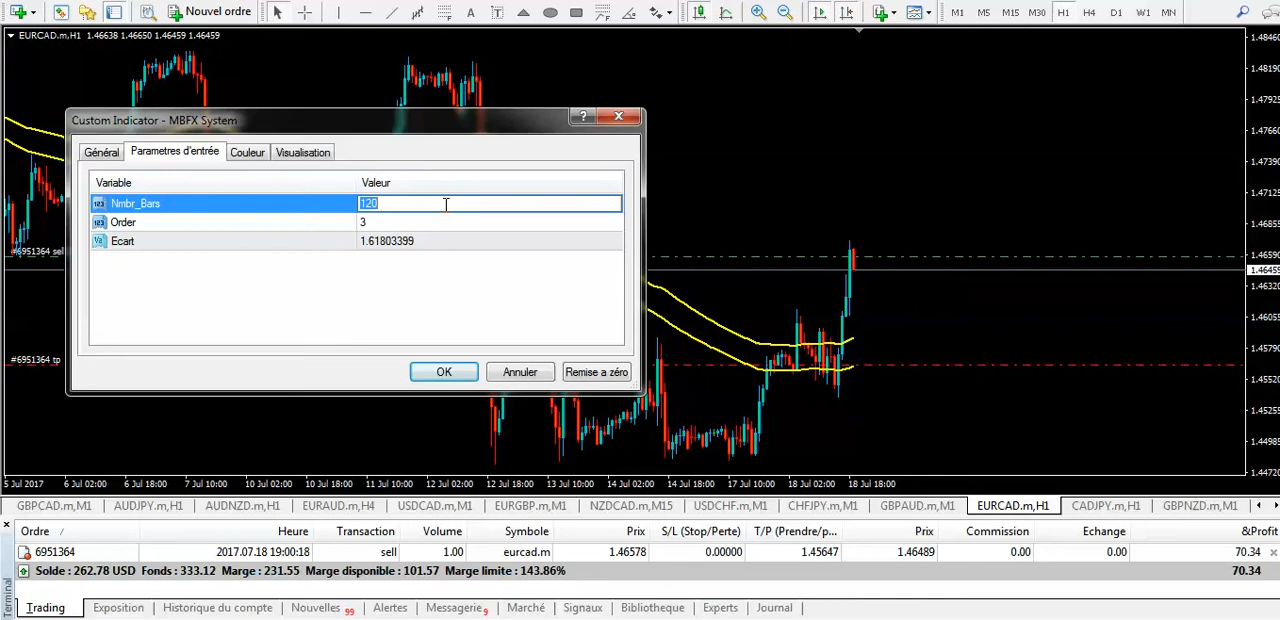 Nouvel ordre
M1 M5 M15 M30 H1 H4 D1 W1 MN
EURCAD.m,H1 1.46638 1.46650 1.46459 1.46459
1.48460
1.48190
1.47925
1.47660
1.47390
1.47125
1.46855
1.46590
1.46459
1.46320
1.46055
1.45785
1.45520
1.45250
1.44985
1.44720
Custom Indicator - MBFX System
Général Parametres d'entrée Couleur Visualisation
Variable Valeur
Nmbr_Bars 120
Order 3
Ecart 1.61803399
OK Annuler Remise a zéro
#6951364 sel
#6951364 tp
5 Jul 2017 6 Jul 02:00 6 Jul 18:00 7 Jul 10:00 10 Jul 02:00 10 Jul 18:00 11 Jul 10:00 12 Jul 02:00 12 Jul 18:00 13 Jul 10:00 14 Jul 02:00 14 Jul 18:00 17 Jul 10:00 18 Jul 02:00 18 Jul 18:00
GBPCAD.m,M1 AUDJPY.m,H1 AUDNZD.m,H1 EURAUD.m,H4 USDCAD.m,M1 EURGBP.m,M1 NZDCAD.m,M15 USDCHF.m,M1 CHFJPY.m,M1 GBPAUD.m,M1 EURCAD.m,H1 CADJPY.m,H1 GBPNZD.m,M1
Ordre Heure Transaction Volume Symbole Prix S/L (Stop/Perte) T/P (Prendre/p... Prix Commission Echange &Profit
6951364 2017.07.18 19:00:18 sell 1.00 eurcad.m 1.46578 0.00000 1.45647 1.46489 0.00 0.00 70.34
Solde : 262.78 USD Fonds : 333.12 Marge : 231.55 Marge disponible : 101.57 Marge limite : 143.86% 70.34
Terminal
Trading Exposition Historique du compte Nouvelles 99 Alertes Messagerie 9 Marché Signaux Bibliotheque Experts Journal